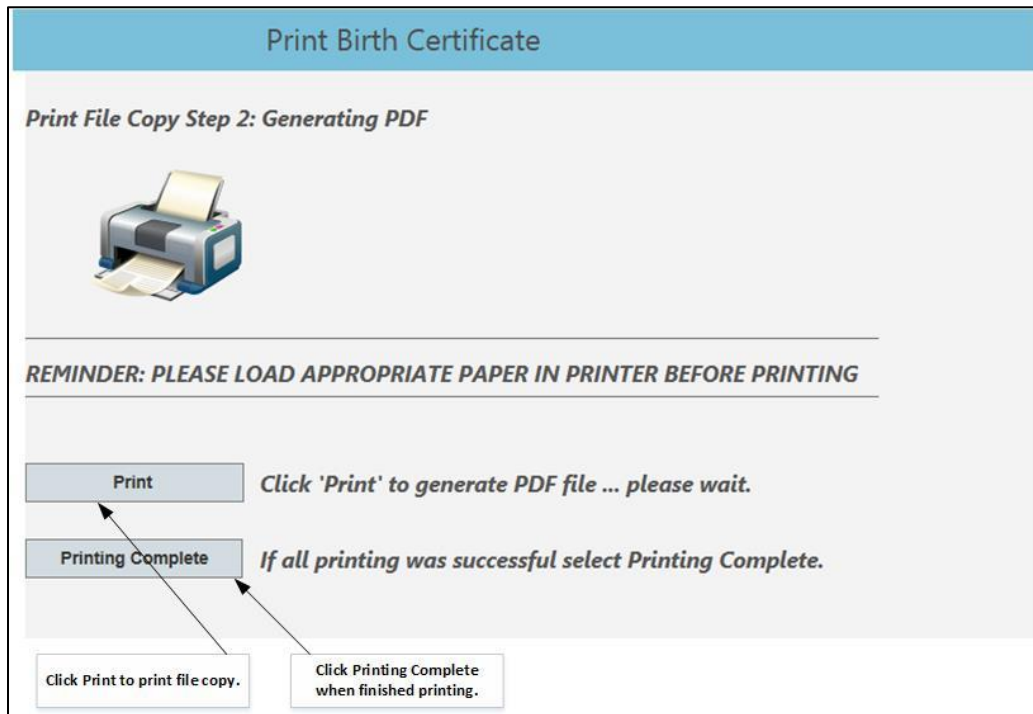 Print Birth Certificate
Print File Copy Step 2: Generating PDF
REMINDER: PLEASE LOAD APPROPRIATE PAPER IN PRINTER BEFORE PRINTING
Print
Click 'Print' to generate PDF file ... please wait.
Printing Complete
If all printing was successful select Printing Complete.
Click Print to print file copy.
Click Printing Complete
when finished printing.